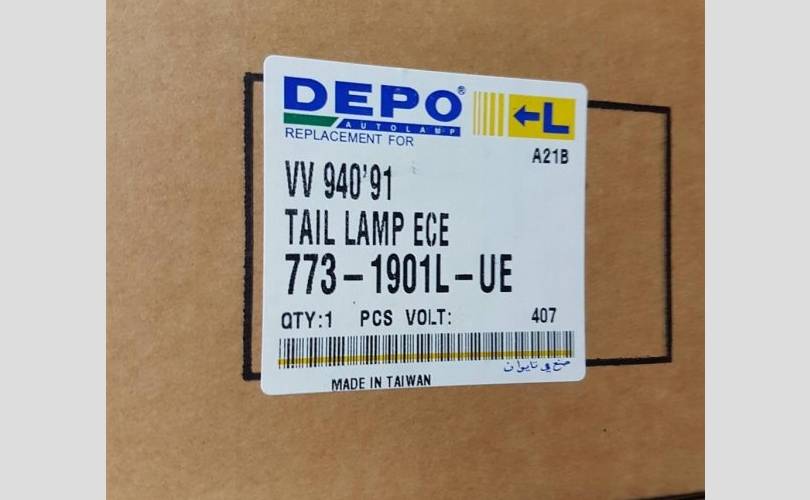 DEPO® ←L
AUTOLAMP
REPLACEMENT FOR
A21B
VV 940'91
TAIL LAMP ECE
773-1901L-UE
QTY:1 PCS VOLT: 407
صنع في تايوان
MADE IN TAIWAN